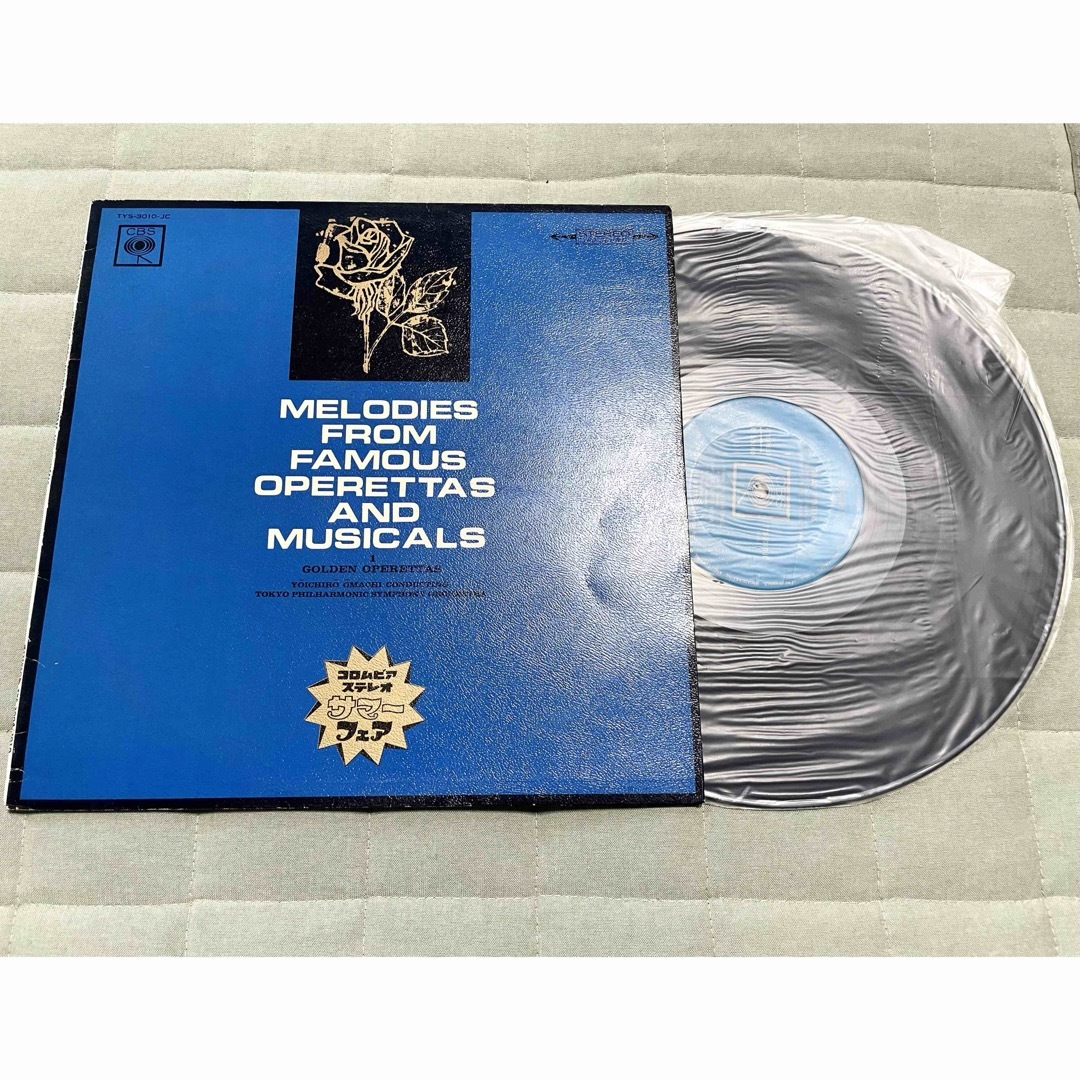 TYS-3010-JC
CBS
STEREO
MELODIES
FROM
FAMOUS
OPERETTAS
AND
MUSICALS
1
GOLDEN OPERETTAS
YOICHIRO OMACHI CONDUCTING
TOKYO PHILHARMONIC SYMPHONY ORCHESTRA
コロムビア
ステレオ
サマー
フェア